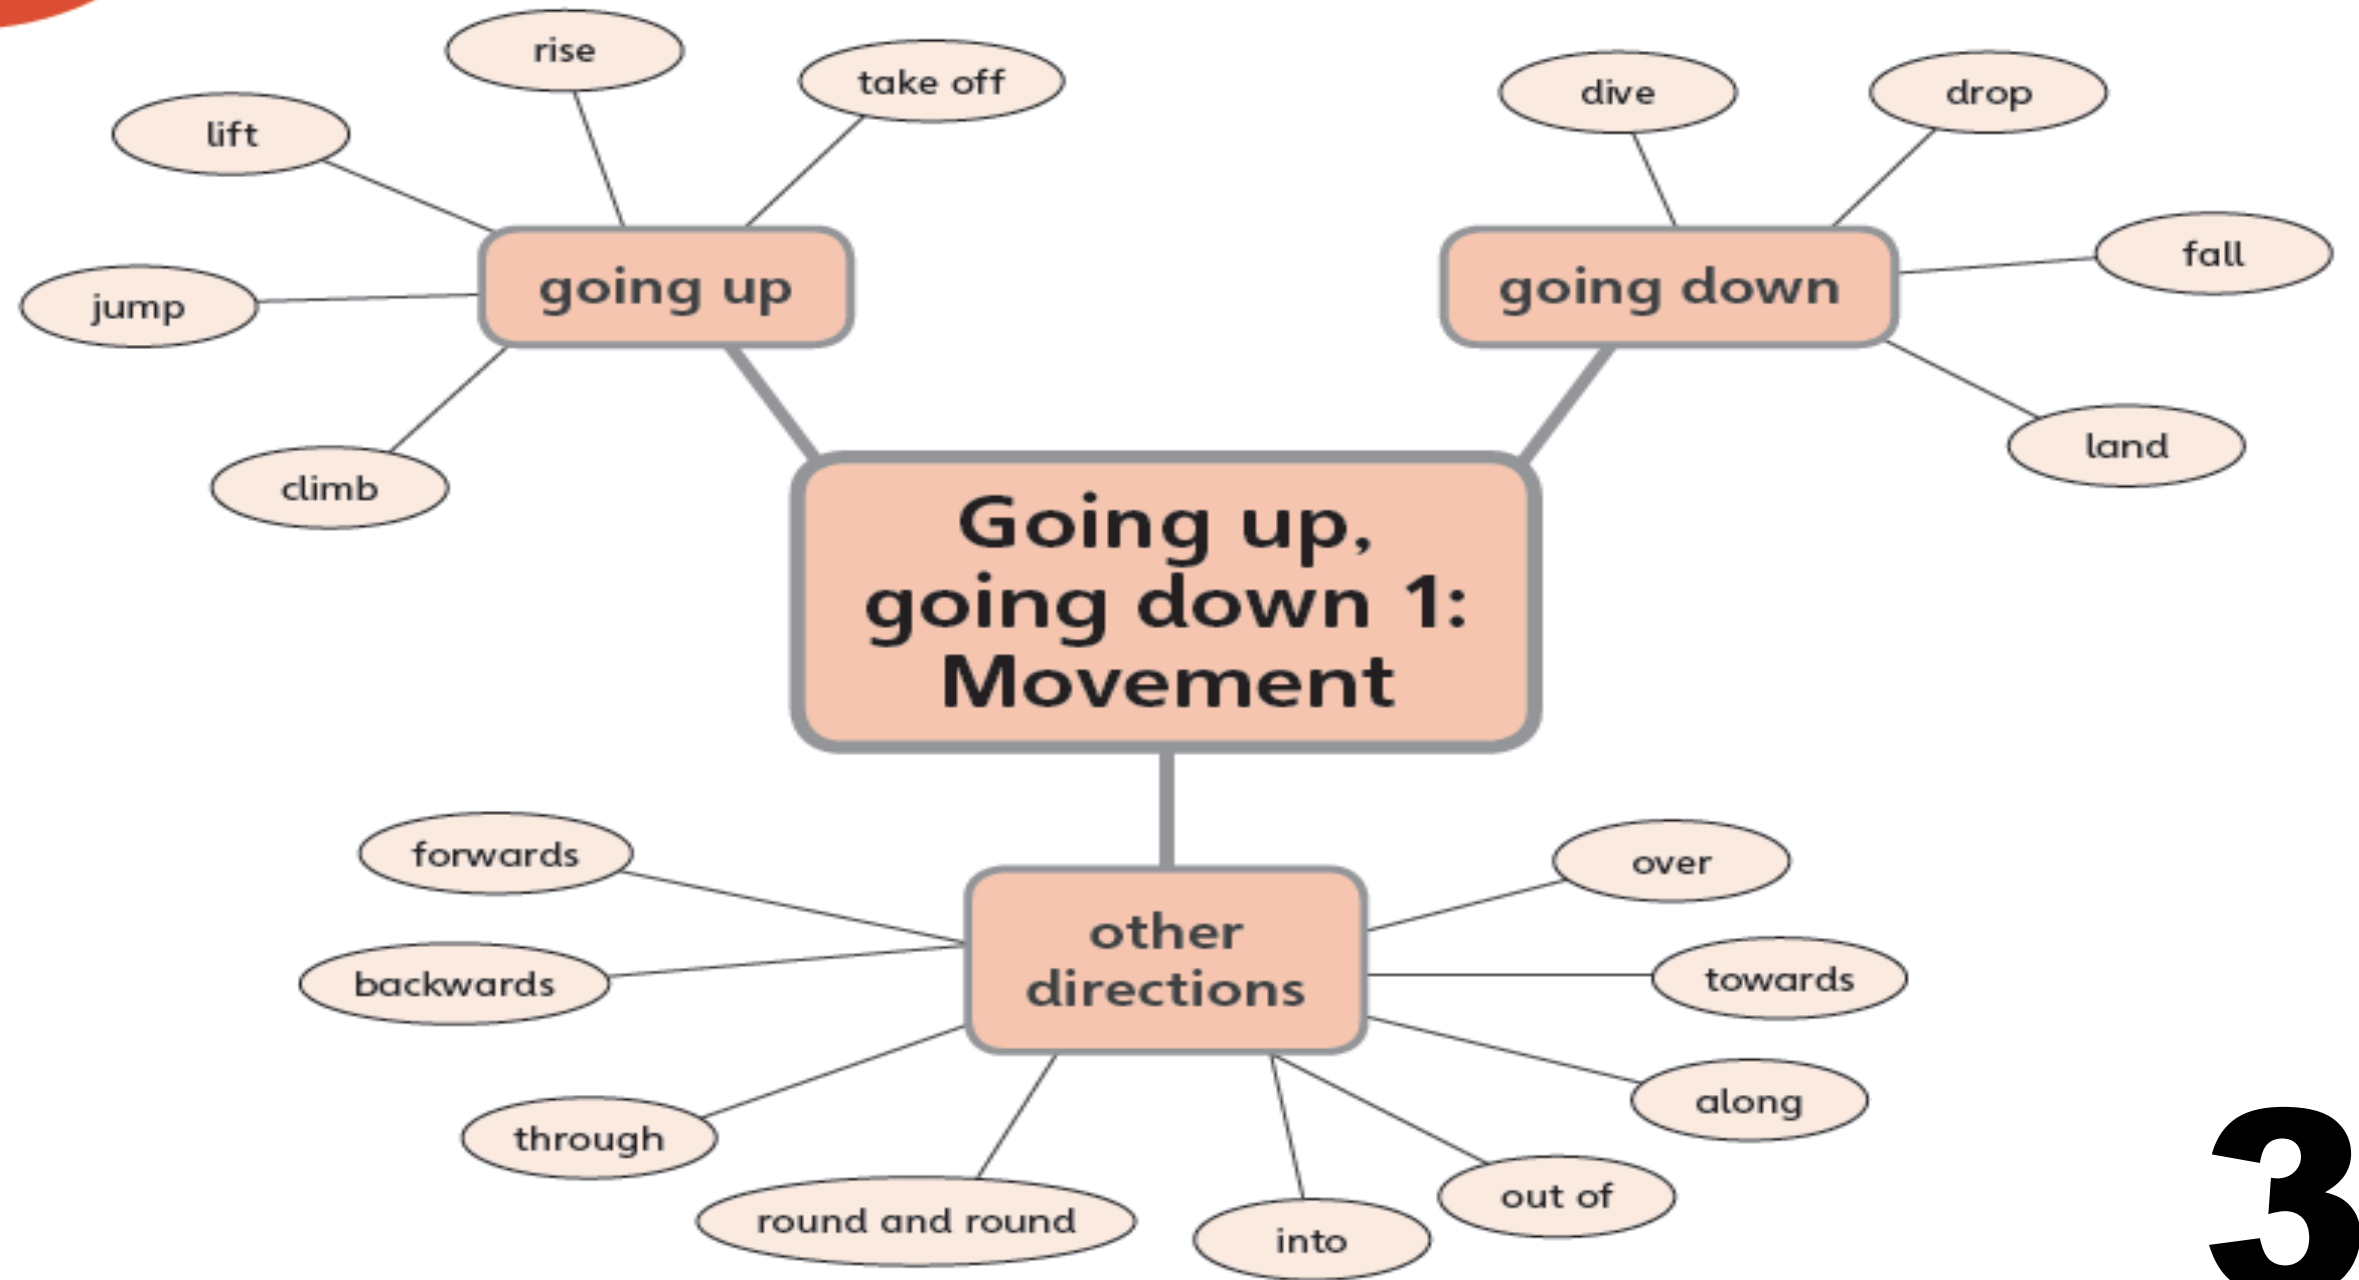 rise
take off
lift
jump
climb
going up
dive
drop
fall
land
going down
Going up,
going down 1:
Movement
forwards
backwards
through
round and round
into
out of
along
towards
over
other
directions
3